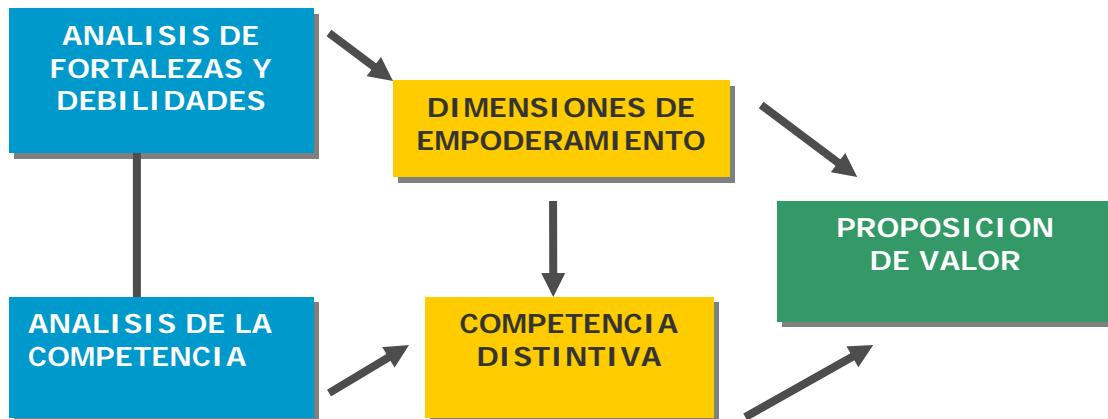 ANALISIS DE
FORTALEZAS Y
DEBILIDADES
DIMENSIONES DE
EMPODERAMIENTO
PROPOSICION
DE VALOR
ANALISIS DE LA
COMPETENCIA
COMPETENCIA
DISTINTIVA